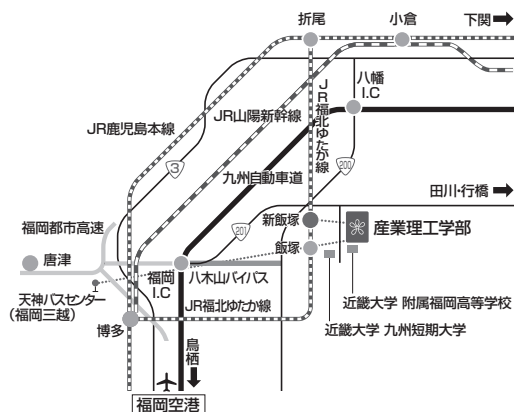 折尾
小倉
下関
八幡
I.C
JR鹿児島本線
JR山陽新幹線
JR福北ゆたか線
3
九州自動車道
200
田川・行橋
福岡都市高速
201
新飯塚
産業理工学部
唐津
飯塚
福岡
I.C
八木山バイパス
天神バスセンター
(福岡三越)
近畿大学 附属福岡高等学校
JR福北ゆたか線
近畿大学 九州短期大学
博多
鳥栖
福岡空港